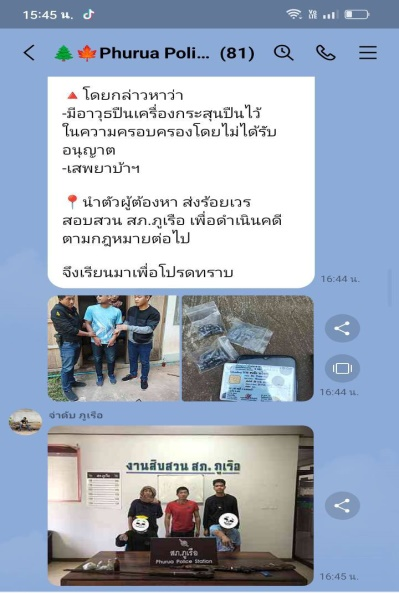 15:45 น.
🌲🍁Phurua Poli... (81)
🔺โดยกล่าวหาว่า
-มีอาวุธปืนเครื่องกระสุนปืนไว้
ในความครอบครองโดยไม่ได้รับ
อนุญาต
-เสพยาบ้าฯ
📍นำตัวผู้ต้องหา ส่งร้อยเวร
สอบสวน สภ.ภูเรือ เพื่อดำเนินคดี
ตามกฎหมายต่อไป
จึงเรียนมาเพื่อโปรดทราบ
16:44 น.
16:44 น.
จ่าดับ ภูเรือ
งานสืบสวน สภ. ภูเรือ
สภ.ภูเรือ
Phurua Police Station
16:45 น.